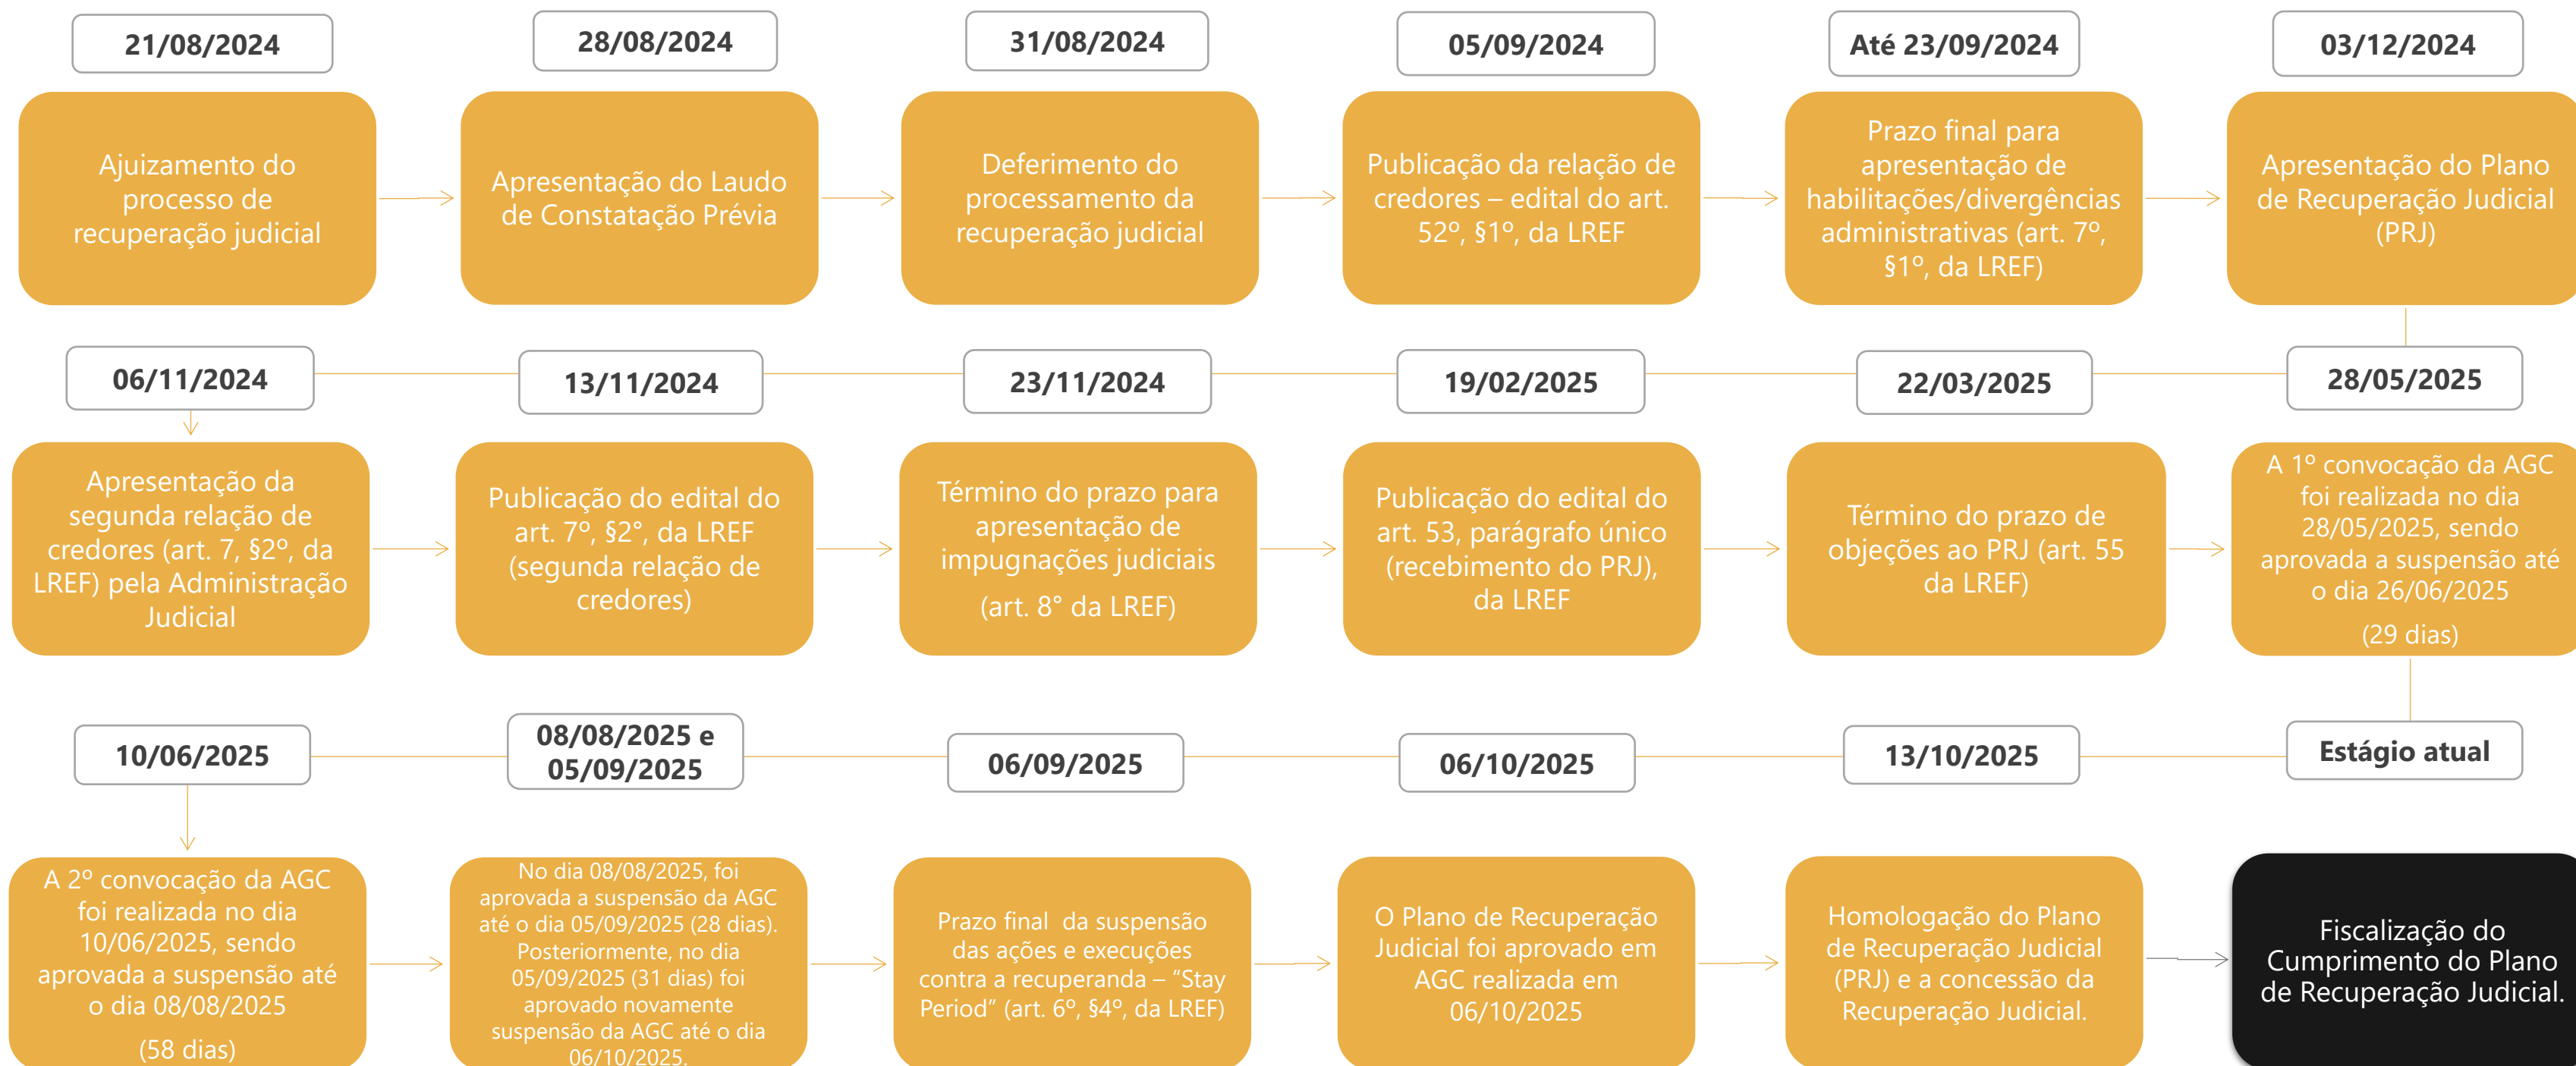 21/08/2024
Ajuizamento do
processo de
recuperação judicial
28/08/2024
Apresentação do Laudo
de Constatação Prévia
31/08/2024
Deferimento do
processamento da
recuperação judicial
05/09/2024
Publicação da relação de
credores – edital do art.
52º, §1º, da LREF
Até 23/09/2024
Prazo final para
apresentação de
habilitações/divergências
administrativas (art. 7º,
§1º, da LREF)
03/12/2024
Apresentação do Plano
de Recuperação Judicial
(PRJ)
06/11/2024
Apresentação da
segunda relação de
credores (art. 7, §2º, da
LREF) pela Administração
Judicial
13/11/2024
Publicação do edital do
art. 7º, §2°, da LREF
(segunda relação de
credores)
23/11/2024
Término do prazo para
apresentação de
impugnações judiciais
(art. 8° da LREF)
19/02/2025
Publicação do edital do
art. 53, parágrafo único
(recebimento do PRJ),
da LREF
22/03/2025
Término do prazo de
objeções ao PRJ (art. 55
da LREF)
28/05/2025
A 1º convocação da AGC
foi realizada no dia
28/05/2025, sendo
aprovada a suspensão até
o dia 26/06/2025
(29 dias)
10/06/2025
A 2º convocação da AGC
foi realizada no dia
10/06/2025, sendo
aprovada a suspensão até
o dia 08/08/2025
(58 dias)
08/08/2025 e
05/09/2025
No dia 08/08/2025, foi
aprovada a suspensão da AGC
até o dia 05/09/2025 (28 dias).
Posteriormente, no dia
05/09/2025 (31 dias) foi
aprovado novamente
suspensão da AGC até o dia
06/10/2025.
06/09/2025
Prazo final da suspensão
das ações e execuções
contra a recuperanda – “Stay
Period” (art. 6º, §4º, da LREF)
06/10/2025
O Plano de Recuperação
Judicial foi aprovado em
AGC realizada em
06/10/2025
13/10/2025
Homologação do Plano
de Recuperação Judicial
(PRJ) e a concessão da
Recuperação Judicial.
Estágio atual
Fiscalização do
Cumprimento do Plano
de Recuperação Judicial.